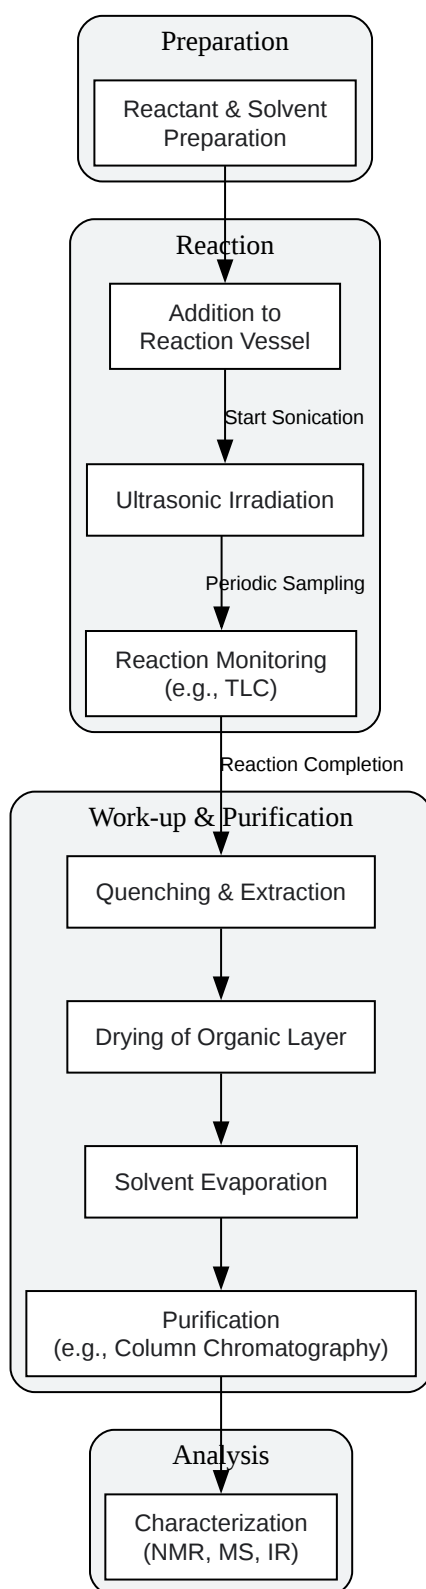 Preparation
Reactant & Solvent
Preparation
Reaction
Addition to
Reaction Vessel
Start Sonication
Ultrasonic Irradiation
Periodic Sampling
Reaction Monitoring
(e.g., TLC)
Reaction Completion
Work-up & Purification
Quenching & Extraction
Drying of Organic Layer
Solvent Evaporation
Purification
(e.g., Column Chromatography)
Analysis
Characterization
(NMR, MS, IR)